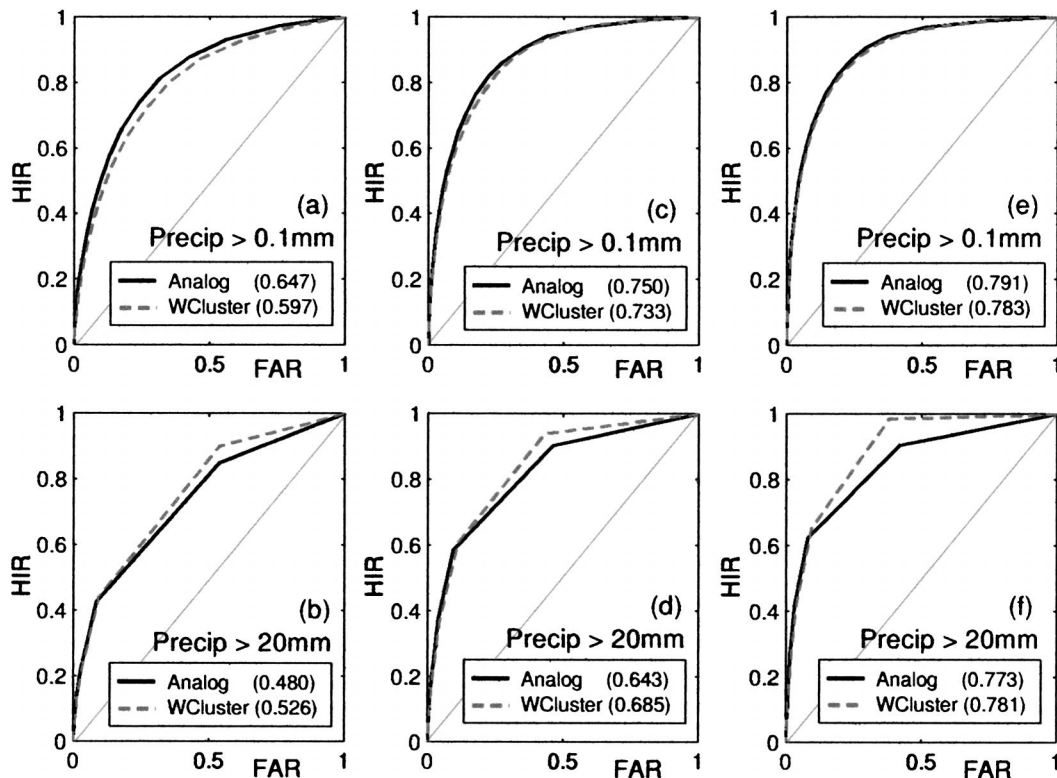 1
0.8
0.6
0.4
0.2
0
HIR
(a)
Precip > 0.1mm
Analog (0.647)
WCluster (0.597)
0 0.5 1
FAR
1
0.8
0.6
0.4
0.2
0
HIR
(c)
Precip > 0.1mm
Analog (0.750)
WCluster (0.733)
0 0.5 1
FAR
1
0.8
0.6
0.4
0.2
0
HIR
(e)
Precip > 0.1mm
Analog (0.791)
WCluster (0.783)
0 0.5 1
FAR
1
0.8
0.6
0.4
0.2
0
HIR
(b)
Precip > 20mm
Analog (0.480)
WCluster (0.526)
0 0.5 1
FAR
1
0.8
0.6
0.4
0.2
0
HIR
(d)
Precip > 20mm
Analog (0.643)
WCluster (0.685)
0 0.5 1
FAR
1
0.8
0.6
0.4
0.2
0
HIR
(f)
Precip > 20mm
Analog (0.773)
WCluster (0.781)
0 0.5 1
FAR